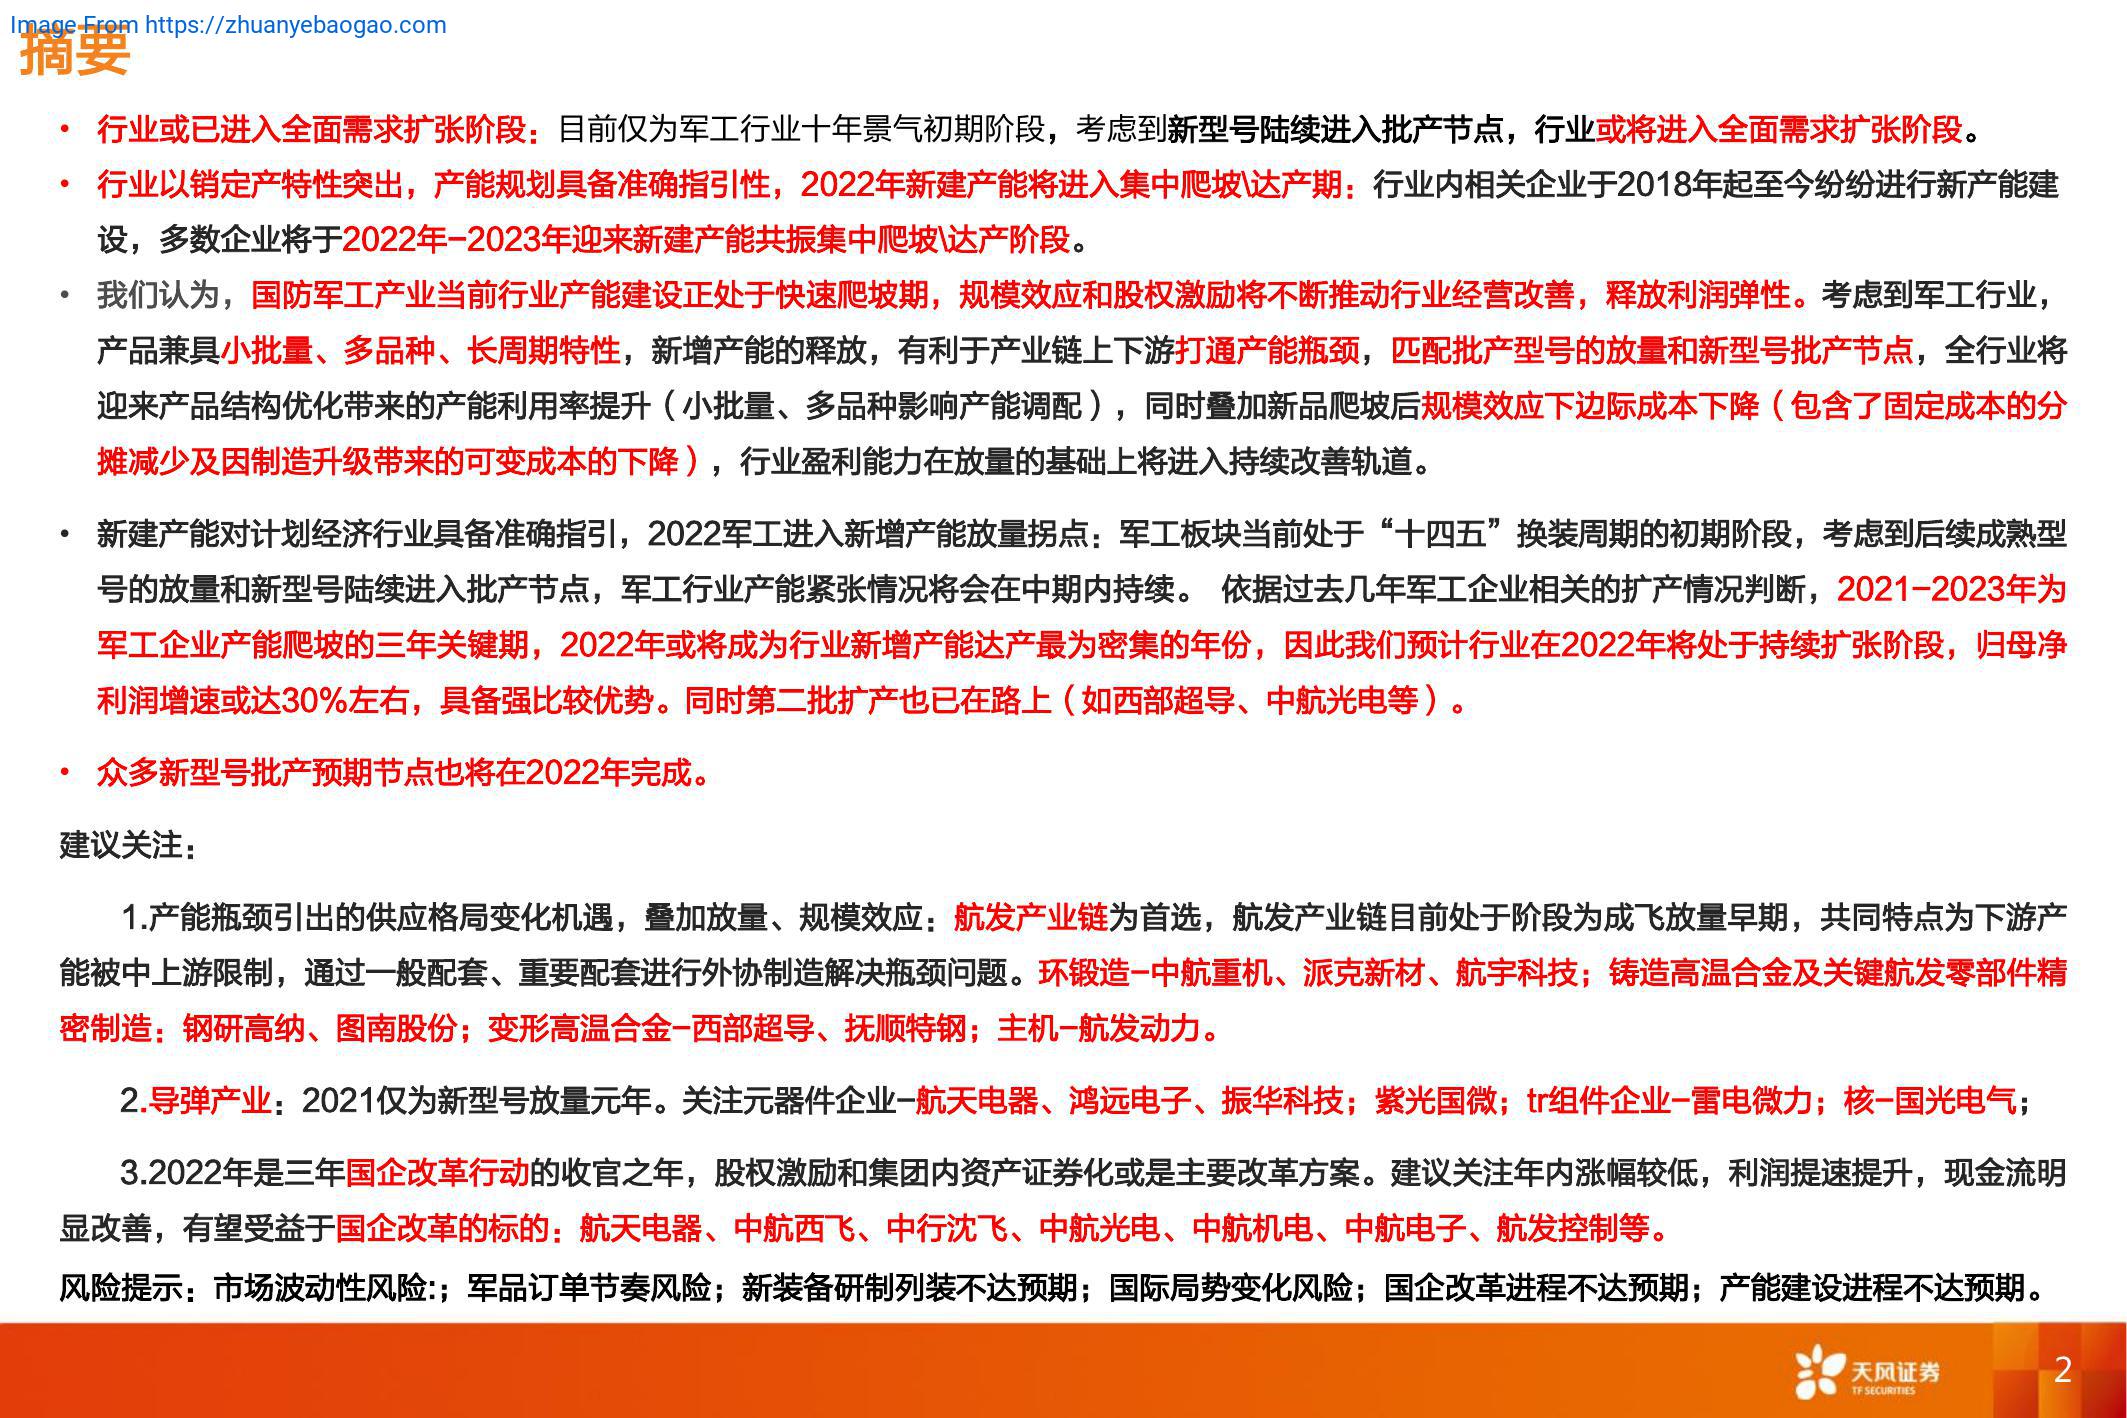 Image From https://zhuanyebaogao.com
摘要
• 行业或已进入全面需求扩张阶段：目前仅为军工行业十年景气初期阶段，考虑到新型号陆续进入批产节点，行业或将进入全面需求扩张阶段。
• 行业以销定产特性突出，产能规划具备准确指引性，2022年新建产能将进入集中爬坡\达产期：行业内相关企业于2018年起至今纷纷进行新产能建
设，多数企业将于2022年-2023年迎来新建产能共振集中爬坡\达产阶段。
• 我们认为，国防军工产业当前行业产能建设正处于快速爬坡期，规模效应和股权激励将不断推动行业经营改善，释放利润弹性。考虑到军工行业，
产品兼具小批量、多品种、长周期特性，新增产能的释放，有利于产业链上下游打通产能瓶颈，匹配批产型号的放量和新型号批产节点，全行业将
迎来产品结构优化带来的产能利用率提升（小批量、多品种影响产能调配），同时叠加新品爬坡后规模效应下边际成本下降（包含了固定成本的分
摊减少及因制造升级带来的可变成本的下降），行业盈利能力在放量的基础上将进入持续改善轨道。
• 新建产能对计划经济行业具备准确指引，2022军工进入新增产能放量拐点：军工板块当前处于“十四五”换装周期的初期阶段，考虑到后续成熟型
号的放量和新型号陆续进入批产节点，军工行业产能紧张情况将会在中期内持续。 依据过去几年军工企业相关的扩产情况判断，2021-2023年为
军工企业产能爬坡的三年关键期，2022年或将成为行业新增产能达产最为密集的年份，因此我们预计行业在2022年将处于持续扩张阶段，归母净
利润增速或达30%左右，具备强比较优势。同时第二批扩产也已在路上（如西部超导、中航光电等）。
• 众多新型号批产预期节点也将在2022年完成。
建议关注：
1.产能瓶颈引出的供应格局变化机遇，叠加放量、规模效应：航发产业链为首选，航发产业链目前处于阶段为成飞放量早期，共同特点为下游产
能被中上游限制，通过一般配套、重要配套进行外协制造解决瓶颈问题。环锻造-中航重机、派克新材、航宇科技；铸造高温合金及关键航发零部件精
密制造：钢研高纳、图南股份；变形高温合金-西部超导、抚顺特钢；主机-航发动力。
2.导弹产业：2021仅为新型号放量元年。关注元器件企业-航天电器、鸿远电子、振华科技；紫光国微；tr组件企业-雷电微力；核-国光电气；
3.2022年是三年国企改革行动的收官之年，股权激励和集团内资产证券化或是主要改革方案。建议关注年内涨幅较低，利润提速提升，现金流明
显改善，有望受益于国企改革的标的：航天电器、中航西飞、中行沈飞、中航光电、中航机电、中航电子、航发控制等。
风险提示：市场波动性风险:；军品订单节奏风险；新装备研制列装不达预期；国际局势变化风险；国企改革进程不达预期；产能建设进程不达预期。
天风证券
TF SECURITIES
2